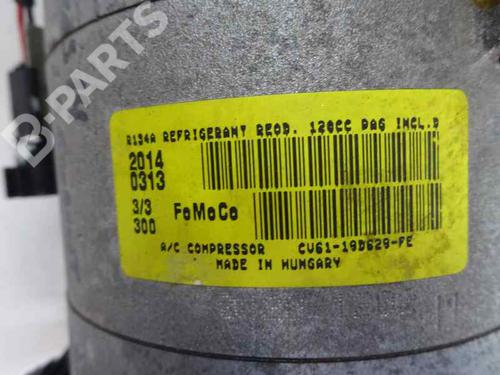 B-PARTS
R134A REFRIGERANT REQD. 120CC DAG INCL.D
2014
0313
3/3
300
FoMoCo
A/C COMPRESSOR CV61-19D629-FE
MADE IN HUNGARY